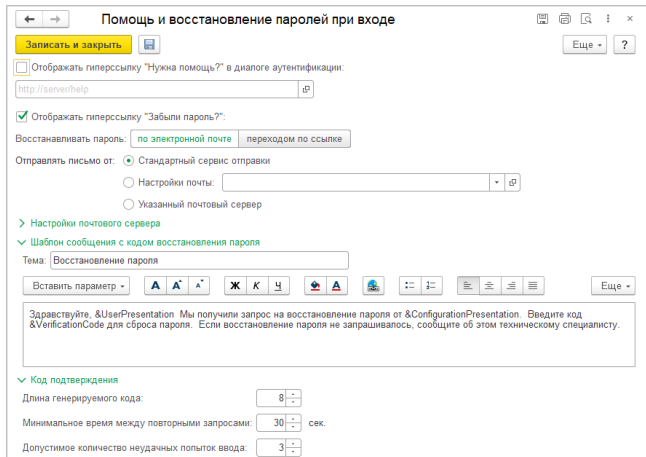 Помощь и восстановление паролей при входе
Записать и закрыть
Еще
?
Отображать гиперссылку "Нужна помощь?" в диалоге аутентификации:
http://server/help
Отображать гиперссылку "Забыли пароль?":
Восстанавливать пароль: по электронной почте переходом по ссылке
Отправлять письмо от: Стандартный сервис отправки
Настройки почты:
Указанный почтовый сервер
Настройки почтового сервера
Шаблон сообщения с кодом восстановления пароля
Тема: Восстановление пароля
Вставить параметр А А А Ж К Ч А Еще
Здравствуйте, &UserPresentation Мы получили запрос на восстановление пароля от &ConfigurationPresentation. Введите код
&VerificationCode для сброса пароля. Если восстановление пароля не запрашивалось, сообщите об этом техническому специалисту.
Код подтверждения
Длина генерируемого кода: 8
Минимальное время между повторными запросами: 30 сек.
Допустимое количество неудачных попыток ввода: 3